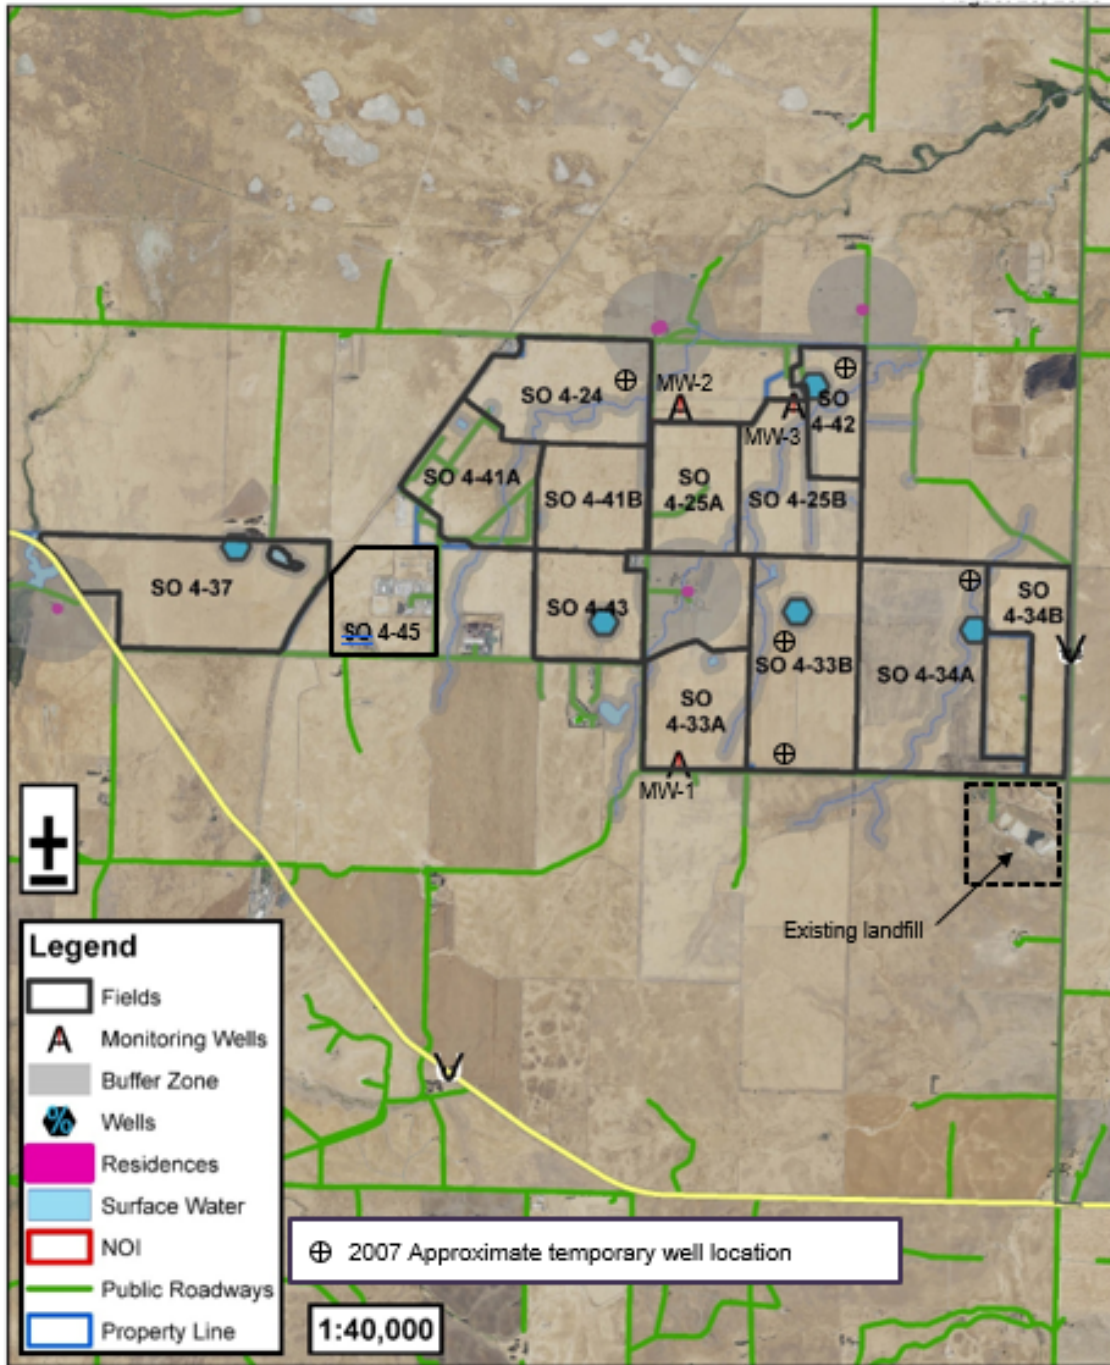 SO 4-24
MW-2
SO
4-42
MW-3
SO 4-41A
SO
4-25A
SO 4-41B
SO 4-25B
SO 4-37
SO 4-43
SO
4-34B
SO 4-45
SO 4-33B
SO 4-34A
SO
4-33A
MW-1
Existing landfill
Legend
Fields
Monitoring Wells
Buffer Zone
% Wells
Residences
Surface Water
NOI
Public Roadways
Property Line
2007 Approximate temporary well location
1:40,000